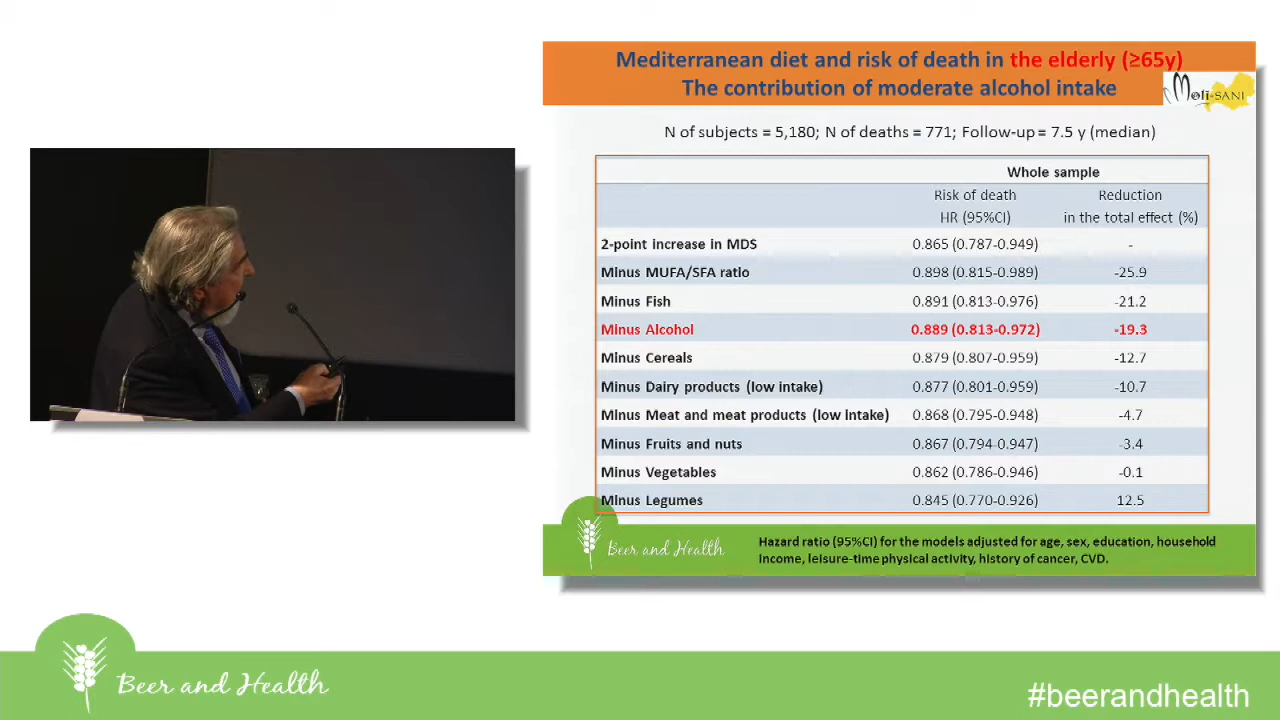 Mediterranean diet and risk of death in the elderly (≥65y)
The contribution of moderate alcohol intake
Moli-SANI
N of subjects = 5,180; N of deaths = 771; Follow-up = 7.5 y (median)
Whole sample
Risk of death Reduction
HR (95%CI) in the total effect (%)
2-point increase in MDS 0.865 (0.787-0.949) -
Minus MUFA/SFA ratio 0.898 (0.815-0.989) -25.9
Minus Fish 0.891 (0.813-0.976) -21.2
Minus Alcohol 0.889 (0.813-0.972) -19.3
Minus Cereals 0.879 (0.807-0.959) -12.7
Minus Dairy products (low intake) 0.877 (0.801-0.959) -10.7
Minus Meat and meat products (low intake) 0.868 (0.795-0.948) -4.7
Minus Fruits and nuts 0.867 (0.794-0.947) -3.4
Minus Vegetables 0.862 (0.786-0.946) -0.1
Minus Legumes 0.845 (0.770-0.926) 12.5
Beer and Health
Hazard ratio (95%CI) for the models adjusted for age, sex, education, household
Income, leisure-time physical activity, history of cancer, CVD.
Beer and Health
#beerandhealth